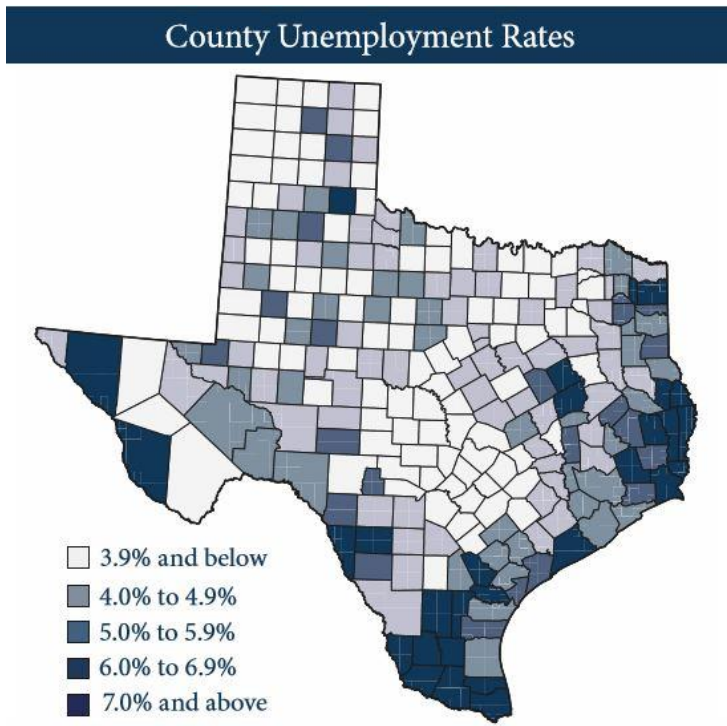 County Unemployment Rates
3.9% and below
4.0% to 4.9%
5.0% to 5.9%
6.0% to 6.9%
7.0% and above